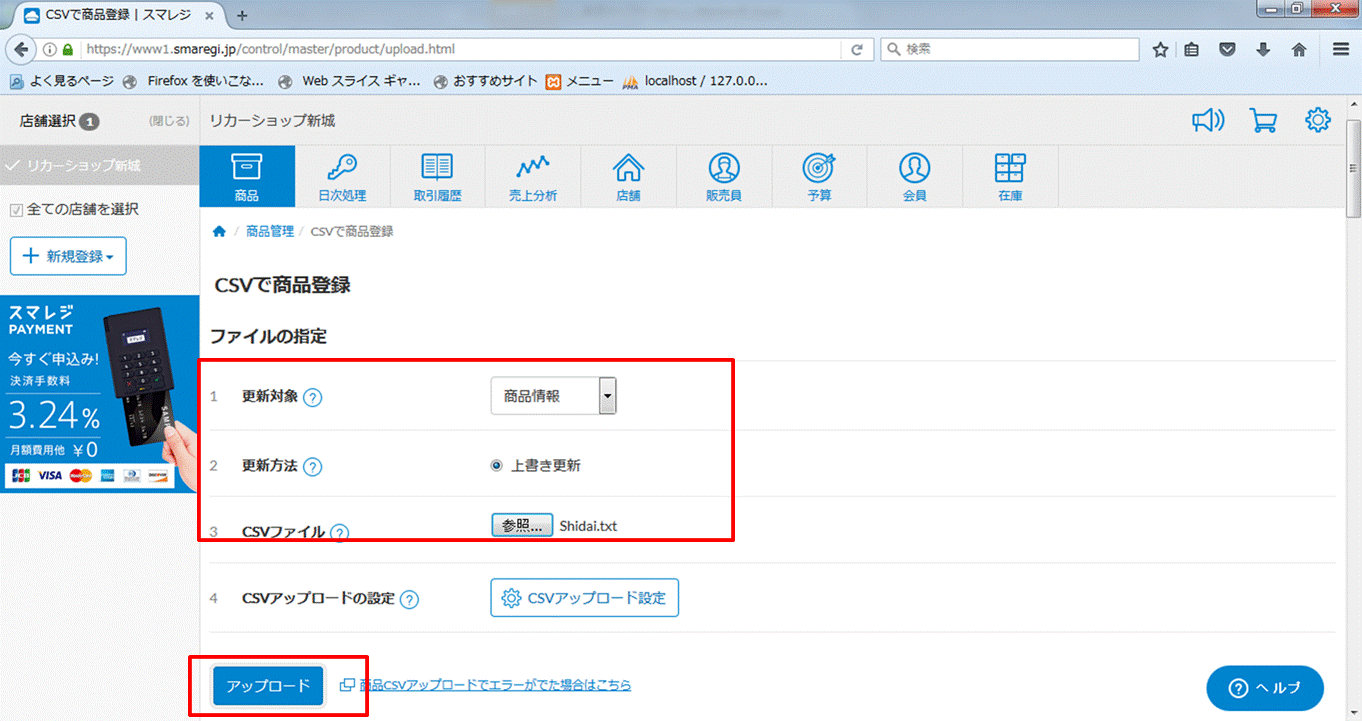 CSVで商品登録 | スマレジ
https://www1.smaregi.jp/control/master/product/upload.html
検索
よく見るページ Firefox を使いこな... Web スライス ギャ... おすすめサイト メニュー localhost / 127.0.0...
店舗選択 1 (閉じる) リカーショップ新城
リカーショップ新城
商品 日次処理 取引履歴 売上分析 店舗 販売員 予算 会員 在庫
全ての店舗を選択
商品管理 / CSVで商品登録
+ 新規登録
CSVで商品登録
スマレジ
PAYMENT
今すぐ申込み!
決済手数料
3.24%
月額費用他 ¥0
JCB VISA MasterCard
ファイルの指定
1 更新対象 ? 商品情報
2 更新方法 ? 上書き更新
3 CSVファイル ? 参照... Shidai.txt
4 CSVアップロードの設定 ? CSVアップロード設定
アップロード 商品CSVアップロードでエラーがでた場合はこちら
? ヘルプ